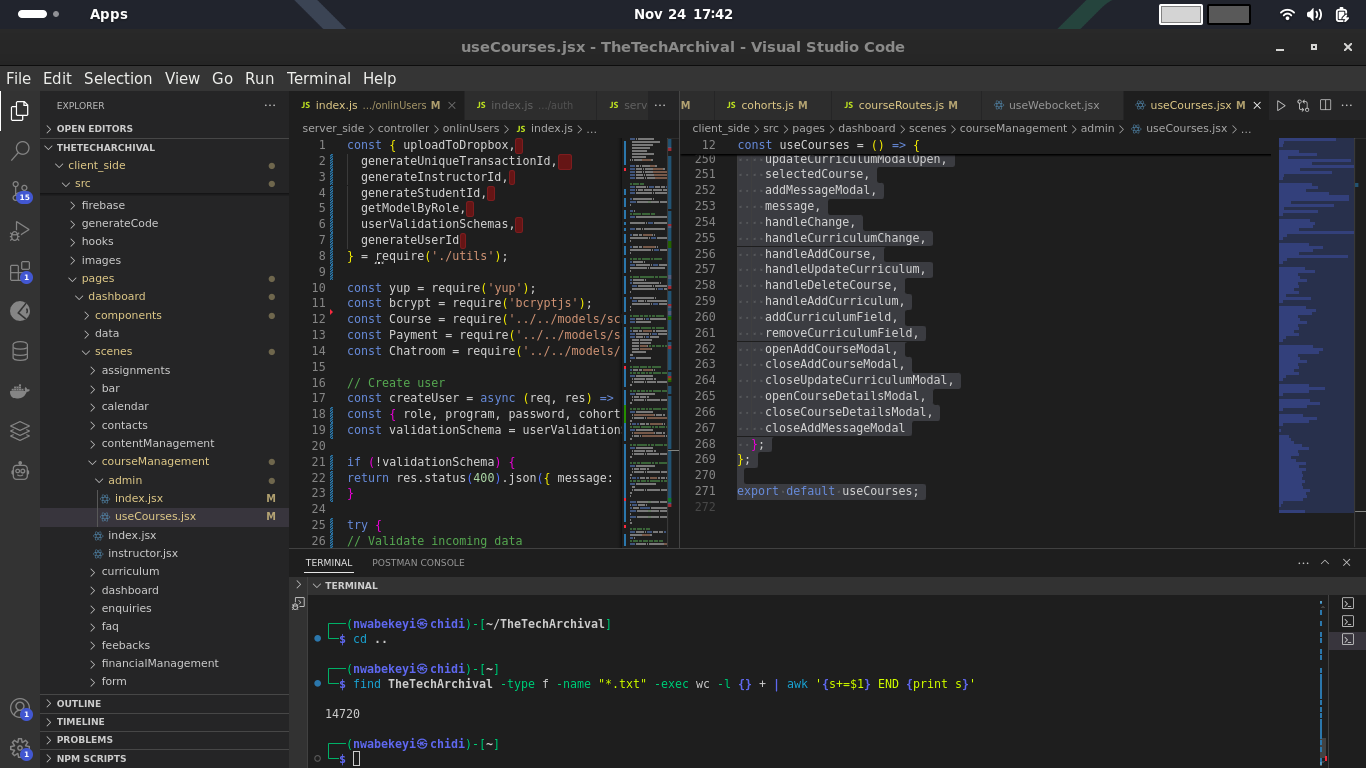 Apps
Nov 24 17:42
useCourses.jsx - TheTechArchival - Visual Studio Code
File Edit Selection View Go Run Terminal Help
EXPLORER
OPEN EDITORS
THETECHARCHIVAL
client_side
src
firebase
generateCode
hooks
images
pages
dashboard
components
data
scenes
assignments
bar
calendar
contacts
contentManagement
courseManagement
admin
index.jsx M
useCourses.jsx M
index.jsx
instructor.jsx
curriculum
dashboard
enquiries
faq
feebacks
financialManagement
form
OUTLINE
TIMELINE
PROBLEMS
NPM SCRIPTS
15
1
1
1
JS index.js .../onlinUsers M
JS index.js .../auth
JS serv
server_side > controller > onlinUsers > JS index.js > ...
1 const { uploadToDropbox,
2 generateUniqueTransactionId,
3 generateInstructorId,
4 generateStudentId,
5 getModelByRole,
6 userValidationSchemas,
7 generateUserId
8 } = require('./utils');
9
10 const yup = require('yup');
11 const bcrypt = require('bcryptjs');
12 const Course = require('../../models/sc
13 const Payment = require('../../models/s
14 const Chatroom = require('../../models/
15
16 // Create user
17 const createUser = async (req, res) =>
18 const { role, program, password, cohort
19 const validationSchema = userValidation
20
21 if (!validationSchema) {
22 return res.status(400).json({ message:
23 }
24
25 try {
26 // Validate incoming data
M
JS cohorts.js M
JS courseRoutes.js M
useWebocket.jsx
useCourses.jsx M
client_side > src > pages > dashboard > scenes > courseManagement > admin > useCourses.jsx > ...
12 const useCourses = () => {
250 updateCurriculumModalOpen,
251 selectedCourse,
252 addMessageModal,
253 message,
254 handleChange,
255 handleCurriculumChange,
256 handleAddCourse,
257 handleUpdateCurriculum,
258 handleDeleteCourse,
259 handleAddCurriculum,
260 addCurriculumField,
261 removeCurriculumField,
262 openAddCourseModal,
263 closeAddCourseModal,
264 closeUpdateCurriculumModal,
265 openCourseDetailsModal,
266 closeCourseDetailsModal,
267 closeAddMessageModal
268 };
269 };
270
271 export default useCourses;
272
TERMINAL POSTMAN CONSOLE
TERMINAL
┌──(nwabekeyi㉿chidi)-[~/TheTechArchival]
└─$ cd ..
┌──(nwabekeyi㉿chidi)-[~]
└─$ find TheTechArchival -type f -name "*.txt" -exec wc -l {} + | awk '{s+=$1} END {print s}'
14720
┌──(nwabekeyi㉿chidi)-[~]
└─$